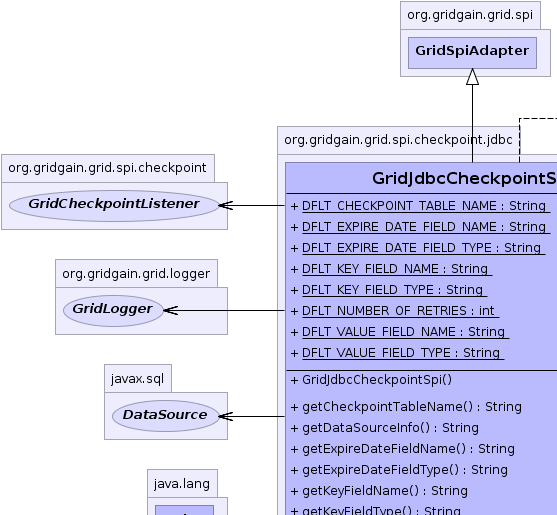 org.gridgain.grid.spi
GridSpiAdapter
org.gridgain.grid.spi.checkpoint.jdbc
org.gridgain.grid.spi.checkpoint
GridCheckpointListener
org.gridgain.grid.logger
GridLogger
javax.sql
DataSource
java.lang
GridJdbcCheckpointS
+ DFLT_CHECKPOINT_TABLE_NAME : String
+ DFLT_EXPIRE_DATE_FIELD_NAME : String
+ DFLT_EXPIRE_DATE_FIELD_TYPE : String
+ DFLT_KEY_FIELD_NAME : String
+ DFLT_KEY_FIELD_TYPE : String
+ DFLT_NUMBER_OF_RETRIES : int
+ DFLT_VALUE_FIELD_NAME : String
+ DFLT_VALUE_FIELD_TYPE : String
+ GridJdbcCheckpointSpi()
+ getCheckpointTableName() : String
+ getDataSourceInfo() : String
+ getExpireDateFieldName() : String
+ getExpireDateFieldType() : String
+ getKeyFieldName() : String
+ getKeyFieldType() : String